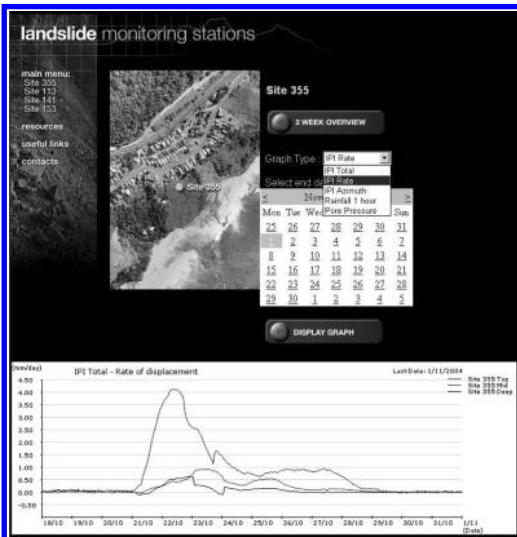 landslide monitoring stations
main menu:
Site 355
Site 113
Site 141
Site 153
resources
useful links
contacts
Site 355
Site 355
2 WEEK OVERVIEW
Graph Type : IPI Rate
IPI Total
IPI Rate
IPI Azimuth
Rainfall 1 hour
Pore Pressure
Select end da
< Nov >
Mon Tue Wed Sun
25 26 27 28 29 30 31
1 2 3 4 5 6 7
8 9 10 11 12 13 14
15 16 17 18 19 20 21
22 23 24 25 26 27 28
29 30 1 2 3 4 5
DISPLAY GRAPH
(mm/day) IPI Total - Rate of displacement Last Data: 1/11/2004
Site 355 Top
Site 355 Mid
Site 355 Deep
4.50
4.00
3.50
3.00
2.50
2.00
1.50
1.00
0.50
0.00
-0.50
18/10 19/10 20/10 21/10 22/10 23/10 24/10 25/10 26/10 27/10 28/10 29/10 30/10 31/10 1/11
(Date)